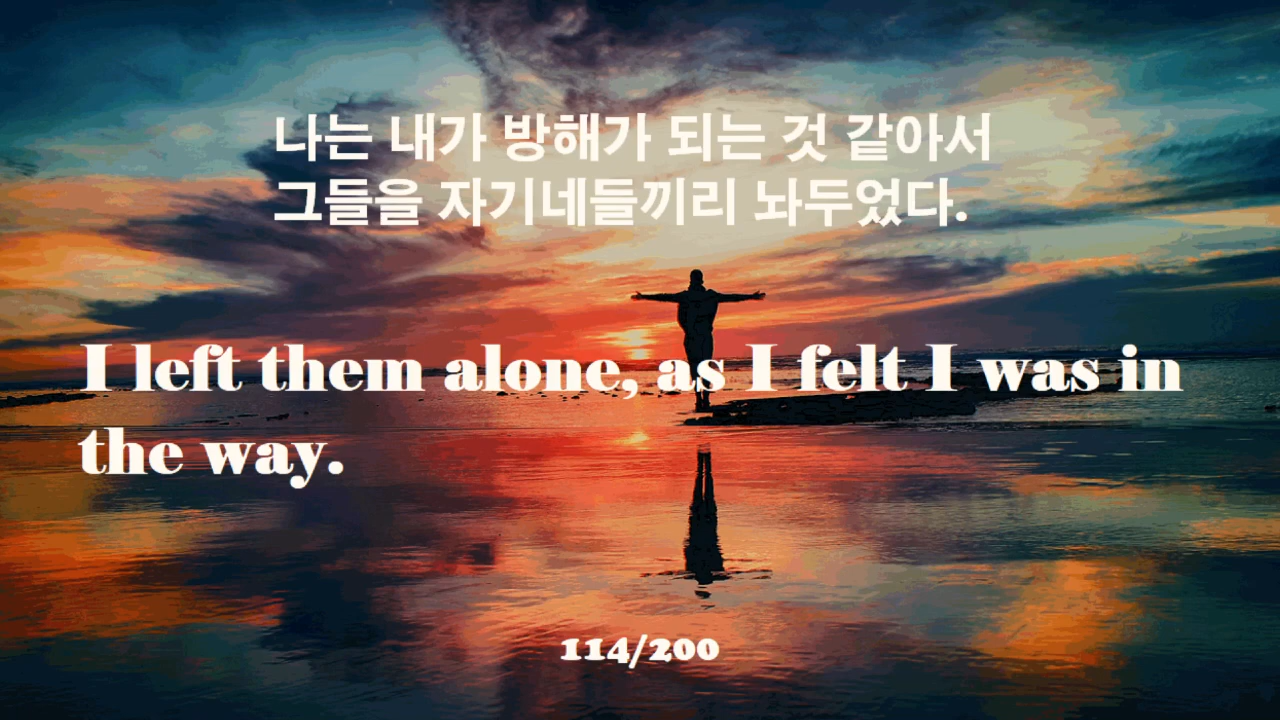 나는 내가 방해가 되는 것 같아서
그들을 자기네들끼리 놔두었다.
I left them alone, as I felt I was in
the way.
114/200